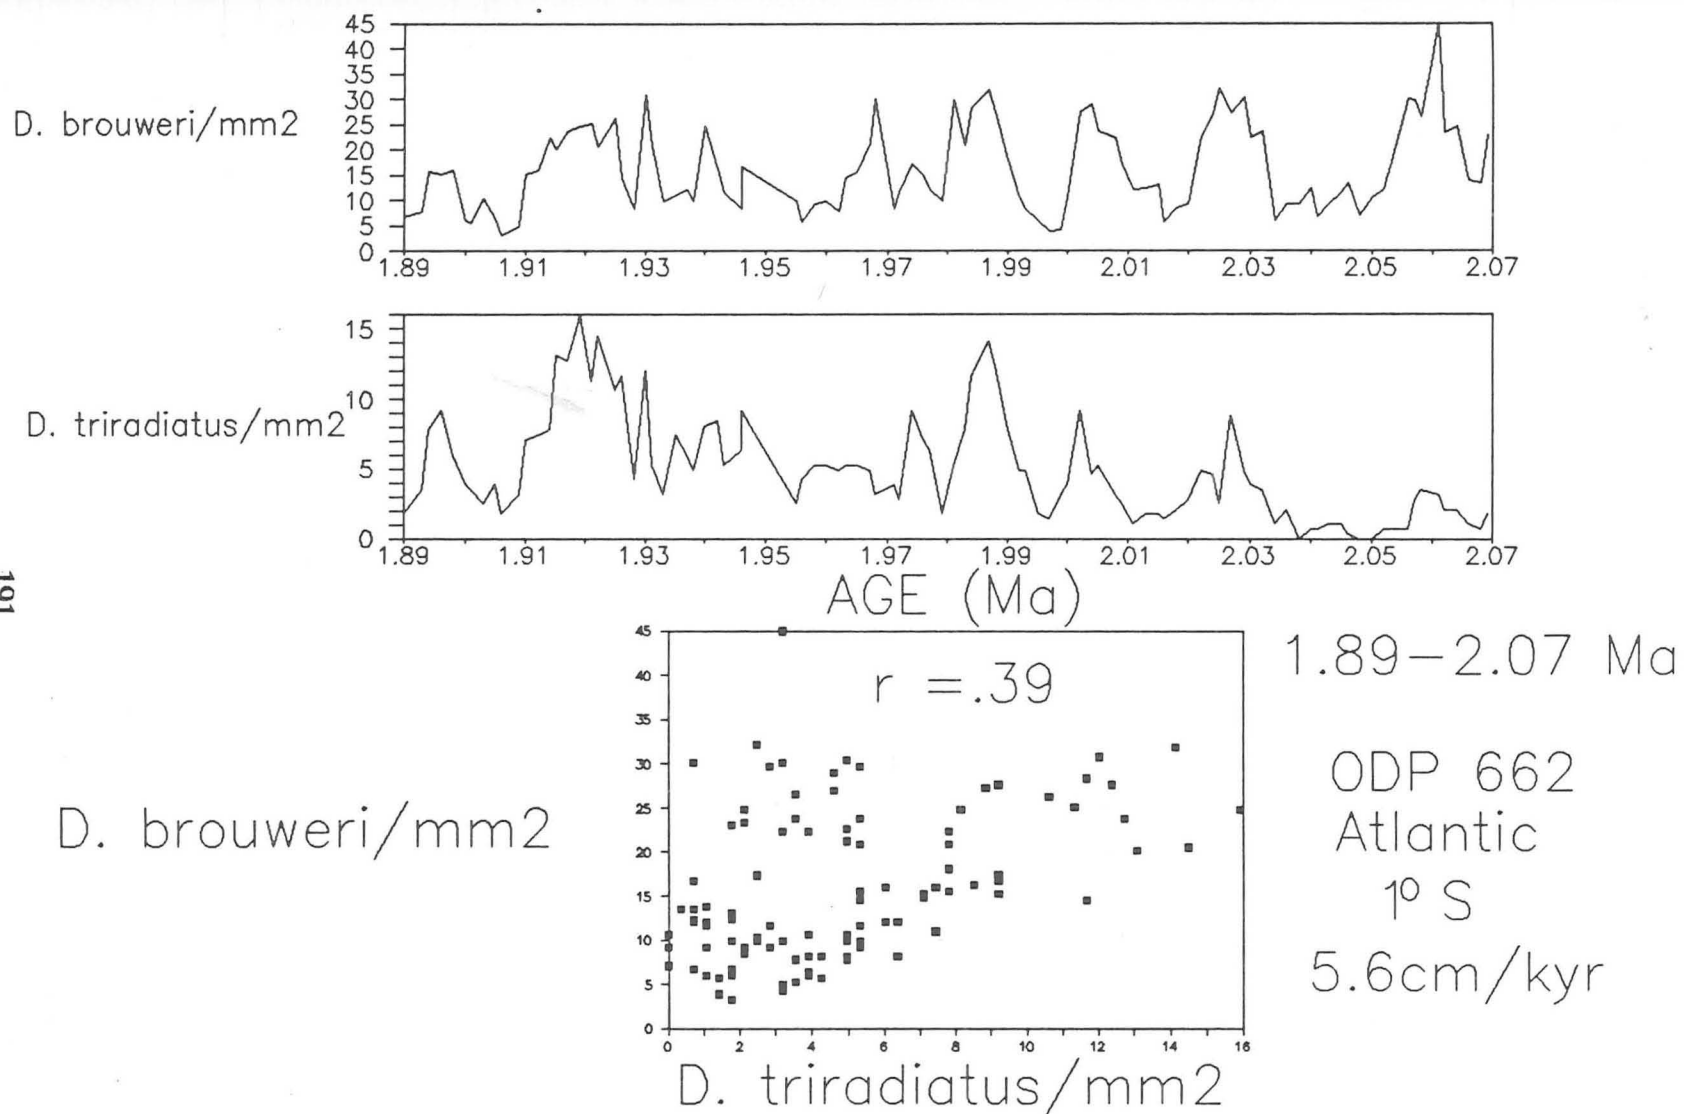 45
40
35
30
25
20
15
10
5
0
D. brouweri/mm2
1.89 1.91 1.93 1.95 1.97 1.99 2.01 2.03 2.05 2.07
15
10
5
0
D. triradiatus/mm2
1.89 1.91 1.93 1.95 1.97 1.99 2.01 2.03 2.05 2.07
AGE (Ma)
191
45
40
35
30
25
20
15
10
5
0
r =.39
D. brouweri/mm2
0 2 4 6 8 10 12 14 16
D. triradiatus/mm2
1.89-2.07 Ma
ODP 662
Atlantic
1º S
5.6cm/kyr